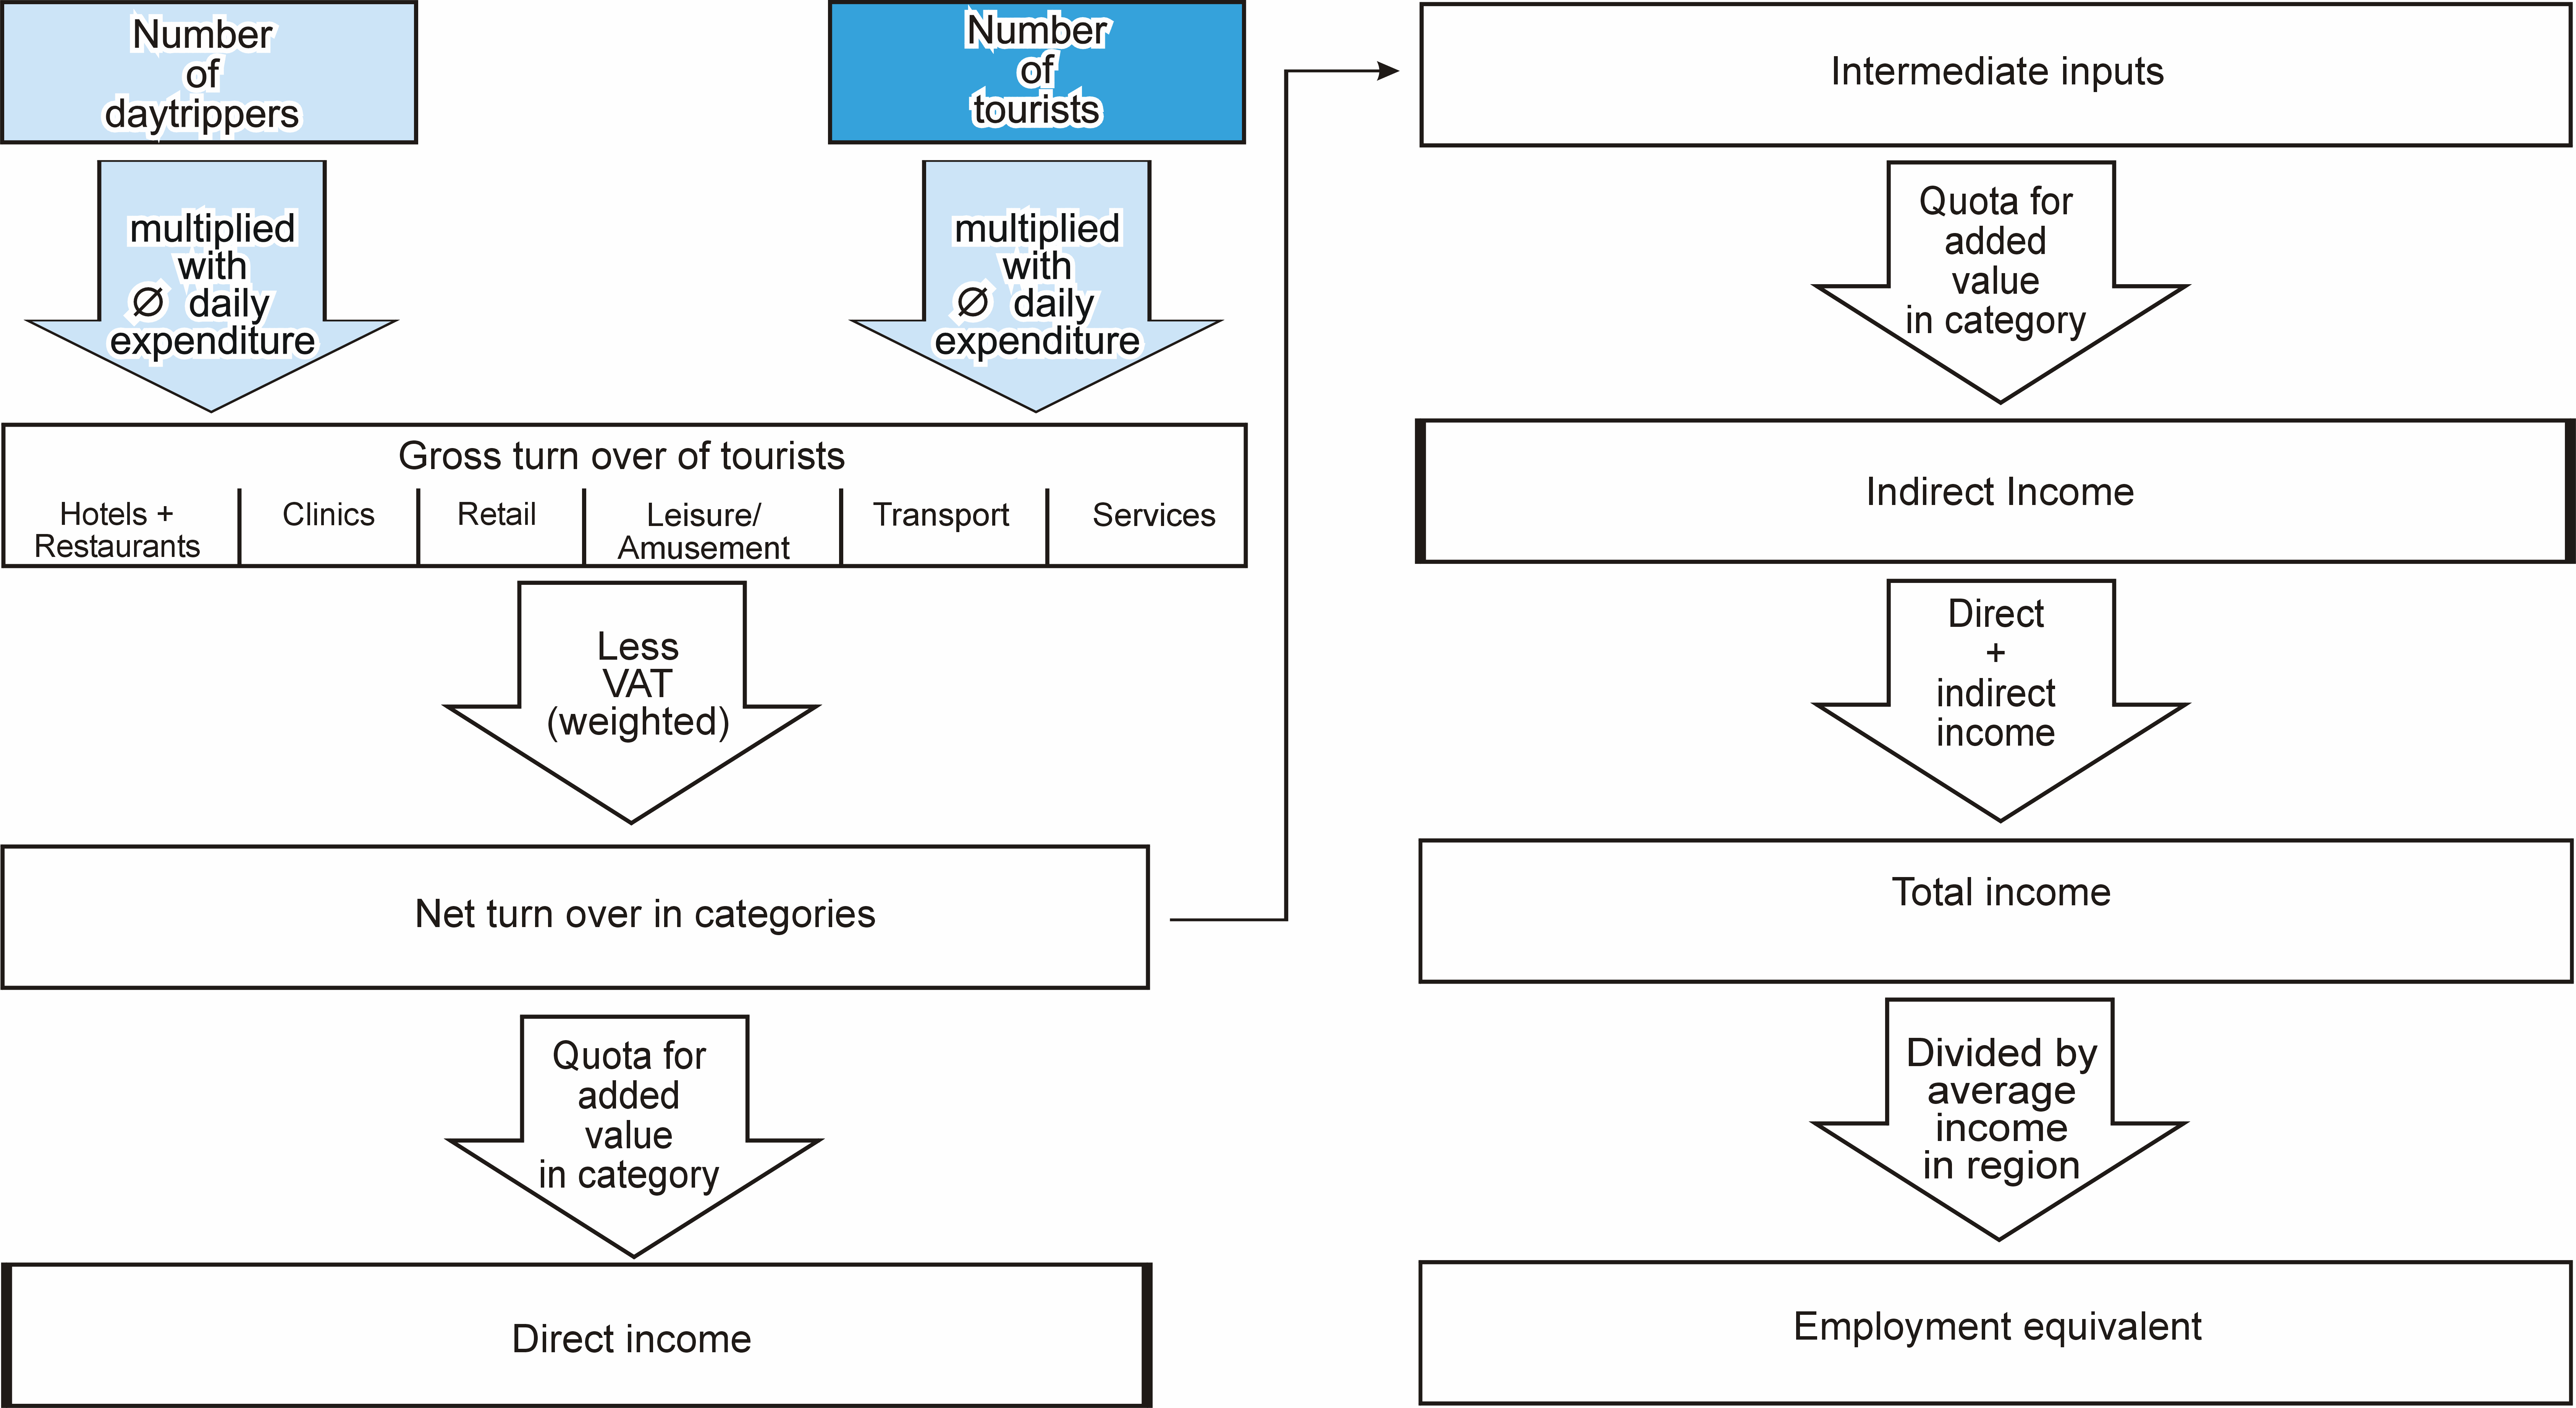 Number
of
daytrippers
Number
of
tourists
multiplied
with
Ø daily
expenditure
multiplied
with
Ø daily
expenditure
Gross turn over of tourists
Hotels +
Restaurants
Clinics
Retail
Leisure/
Amusement
Transport
Services
Less
VAT
(weighted)
Net turn over in categories
Quota for
added
value
in category
Direct income
Intermediate inputs
Quota for
added
value
in category
Indirect Income
Direct
+
indirect
income
Total income
Divided by
average
income
in region
Employment equivalent